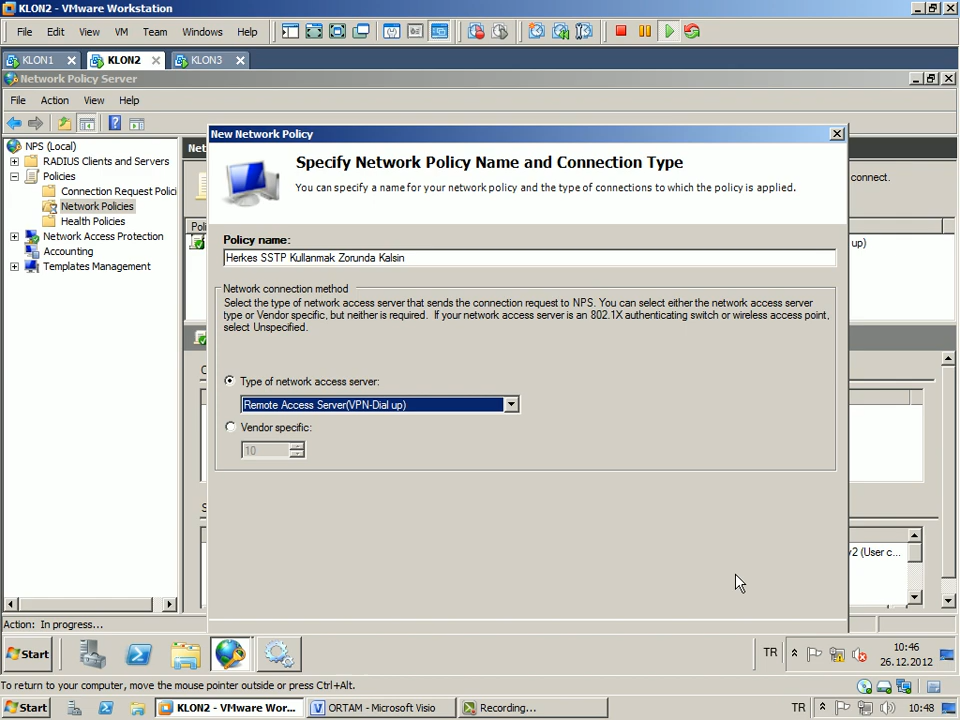 KLON2 - VMware Workstation
File Edit View VM Team Windows Help
KLON1 KLON2 KLON3
Network Policy Server
File Action View Help
NPS (Local)
RADIUS Clients and Servers
Policies
Connection Request Polici
Network Policies
Health Policies
Network Access Protection
Accounting
Templates Management
Net
connect.
Poli
up)
v2 (User c...
New Network Policy
Specify Network Policy Name and Connection Type
You can specify a name for your network policy and the type of connections to which the policy is applied.
Policy name:
Herkes SSTP Kullanmak Zorunda Kalsin
Network connection method
Select the type of network access server that sends the connection request to NPS. You can select either the network access server
type or Vendor specific, but neither is required. If your network access server is an 802.1X authenticating switch or wireless access point,
select Unspecified.
Type of network access server:
Remote Access Server(VPN-Dial up)
Vendor specific:
10
Action: In progress...
Start
TR
10:46
26.12.2012
To return to your computer, move the mouse pointer outside or press Ctrl+Alt.
Start
KLON2 - VMware Wor...
ORTAM - Microsoft Visio
Recording...
TR
10:48